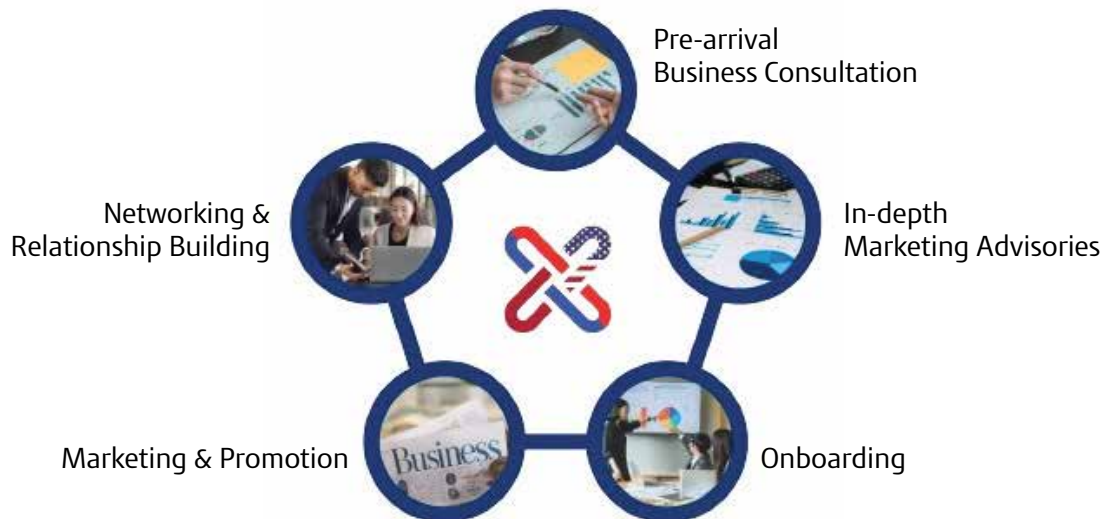 Pre-arrival
Business Consultation
Networking &
Relationship Building
In-depth
Marketing Advisories
Marketing & Promotion
Business
Onboarding